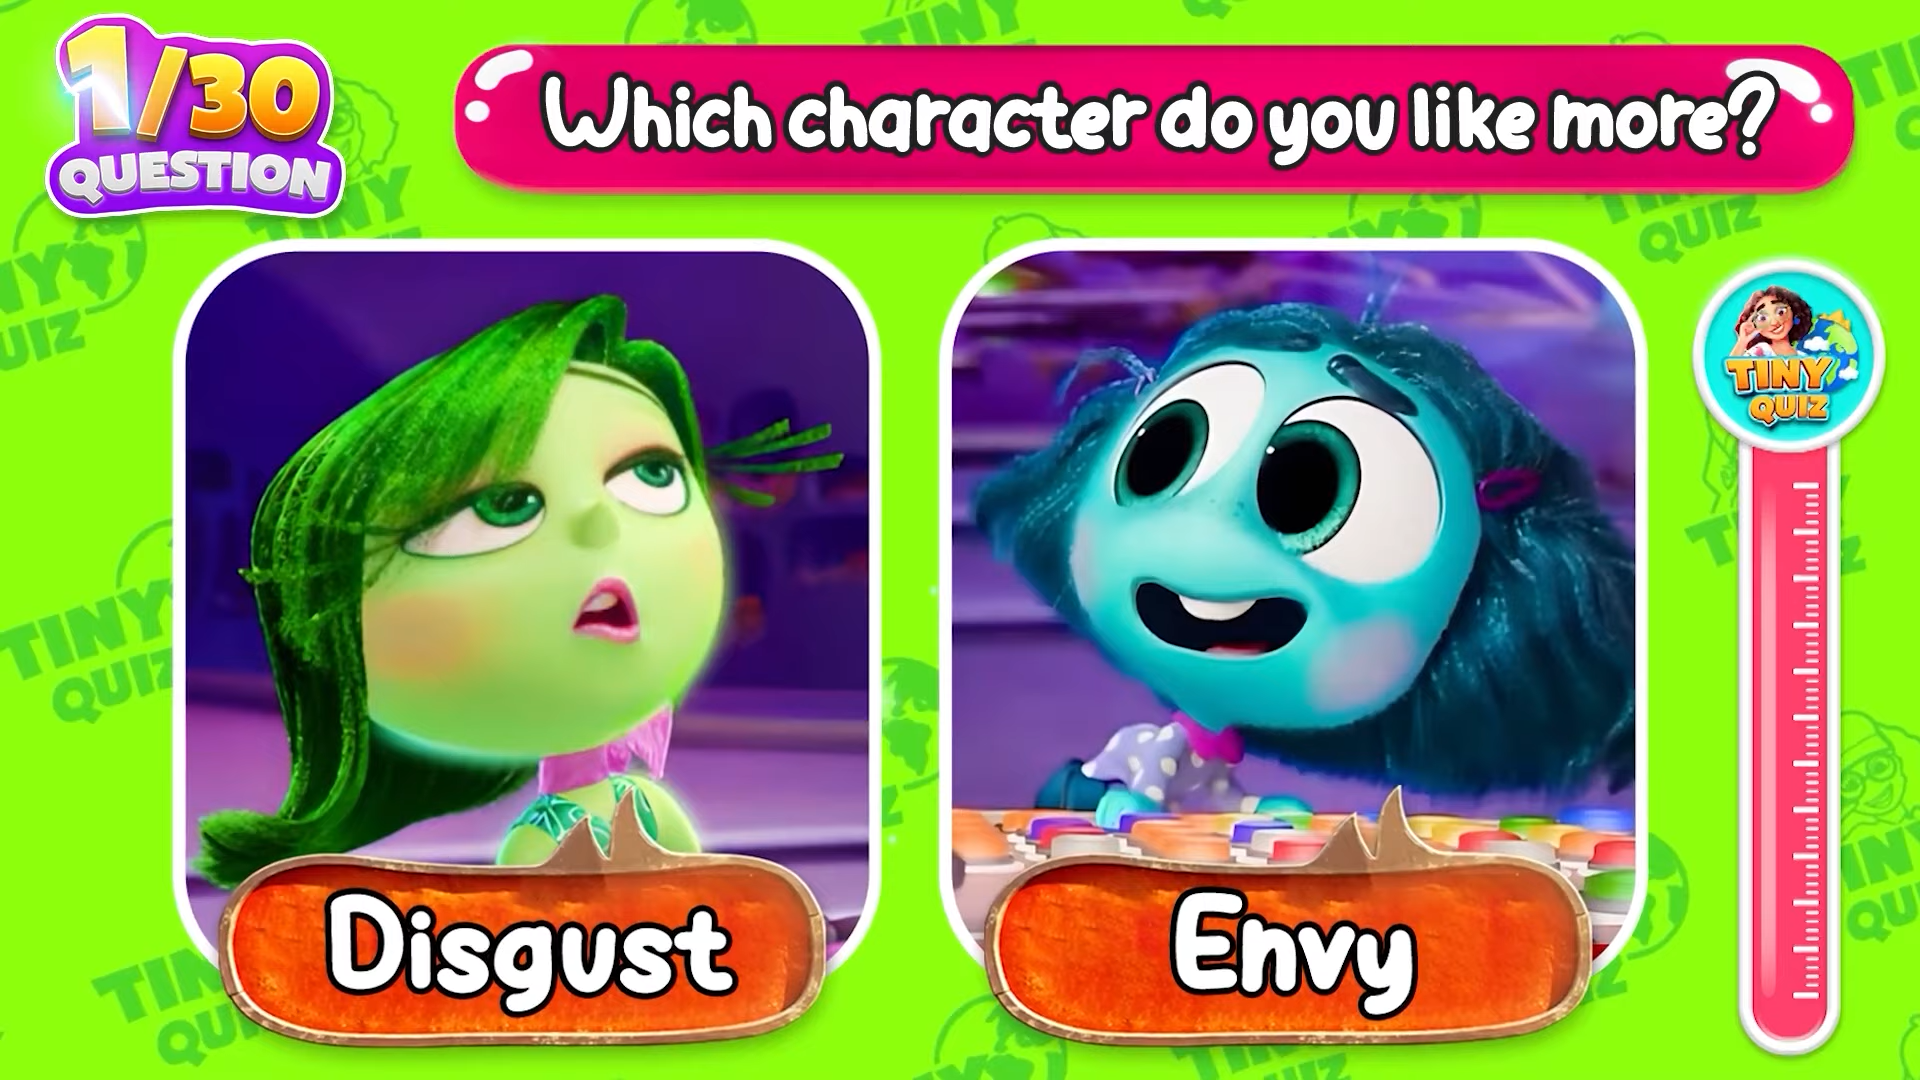 1/30
QUESTION
Which character do you like more?
TINY
QUIZ
Disgust
Envy